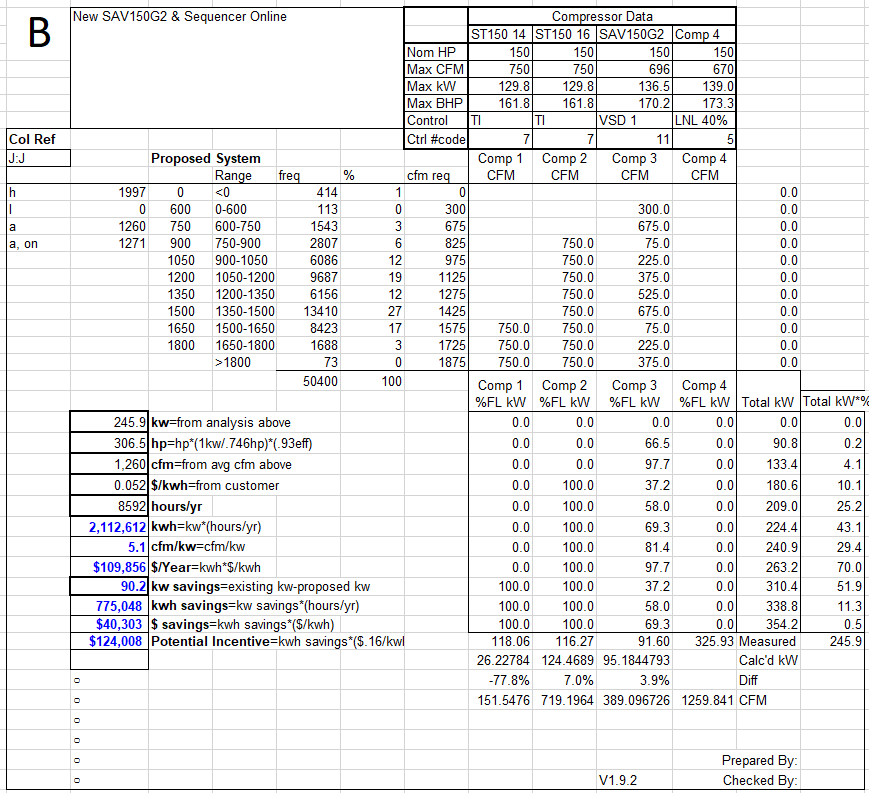 B
New SAV150G2 & Sequencer Online
Compressor Data
ST150 14 ST150 16 SAV150G2 Comp 4
Nom HP 150 150 150 150
Max CFM 750 750 696 670
Max kW 129.8 129.8 136.5 139.0
Max BHP 161.8 161.8 170.2 173.3
Control TI TI VSD 1 LNL 40%
Col Ref Ctrl #code 7 7 11 5
J:J Proposed System Comp 1 Comp 2 Comp 3 Comp 4
Range freq % cfm req CFM CFM CFM CFM
h 1997 0 <0 414 1 0 0.0
l 0 600 0-600 113 0 300 300.0 0.0
a 1260 750 600-750 1543 3 675 675.0 0.0
a, on 1271 900 750-900 2807 6 825 750.0 75.0 0.0
1050 900-1050 6086 12 975 750.0 225.0 0.0
1200 1050-1200 9687 19 1125 750.0 375.0 0.0
1350 1200-1350 6156 12 1275 750.0 525.0 0.0
1500 1350-1500 13410 27 1425 750.0 675.0 0.0
1650 1500-1650 8423 17 1575 750.0 750.0 75.0 0.0
1800 1650-1800 1688 3 1725 750.0 750.0 225.0 0.0
>1800 73 0 1875 750.0 750.0 375.0 0.0
50400 100 Comp 1 Comp 2 Comp 3 Comp 4
%FL kW %FL kW %FL kW %FL kW Total kW Total kW*%
245.9 kw=from analysis above 0.0 0.0 0.0 0.0 0.0 0.0
306.5 hp=hp*(1kw/.746hp)*(.93eff) 0.0 0.0 66.5 0.0 90.8 0.2
1,260 cfm=from avg cfm above 0.0 0.0 97.7 0.0 133.4 4.1
0.052 $/kwh=from customer 0.0 100.0 37.2 0.0 180.6 10.1
8592 hours/yr 0.0 100.0 58.0 0.0 209.0 25.2
2,112,612 kwh=kw*(hours/yr) 0.0 100.0 69.3 0.0 224.4 43.1
5.1 cfm/kw=cfm/kw 0.0 100.0 81.4 0.0 240.9 29.4
$109,856 $/Year=kwh*$/kwh 0.0 100.0 97.7 0.0 263.2 70.0
90.2 kw savings=existing kw-proposed kw 100.0 100.0 37.2 0.0 310.4 51.9
775,048 kwh savings=kw savings*(hours/yr) 100.0 100.0 58.0 0.0 338.8 11.3
$40,303 $ savings=kwh savings*($/kwh) 100.0 100.0 69.3 0.0 354.2 0.5
$124,008 Potential Incentive=kwh savings*($.16/kwl 118.06 116.27 91.60 325.93 Measured 245.9
26.22784 124.4689 95.1844793 Calc'd kW
-77.8% 7.0% 3.9% Diff
151.5476 719.1964 389.096726 1259.841 CFM
Prepared By:
V1.9.2 Checked By: